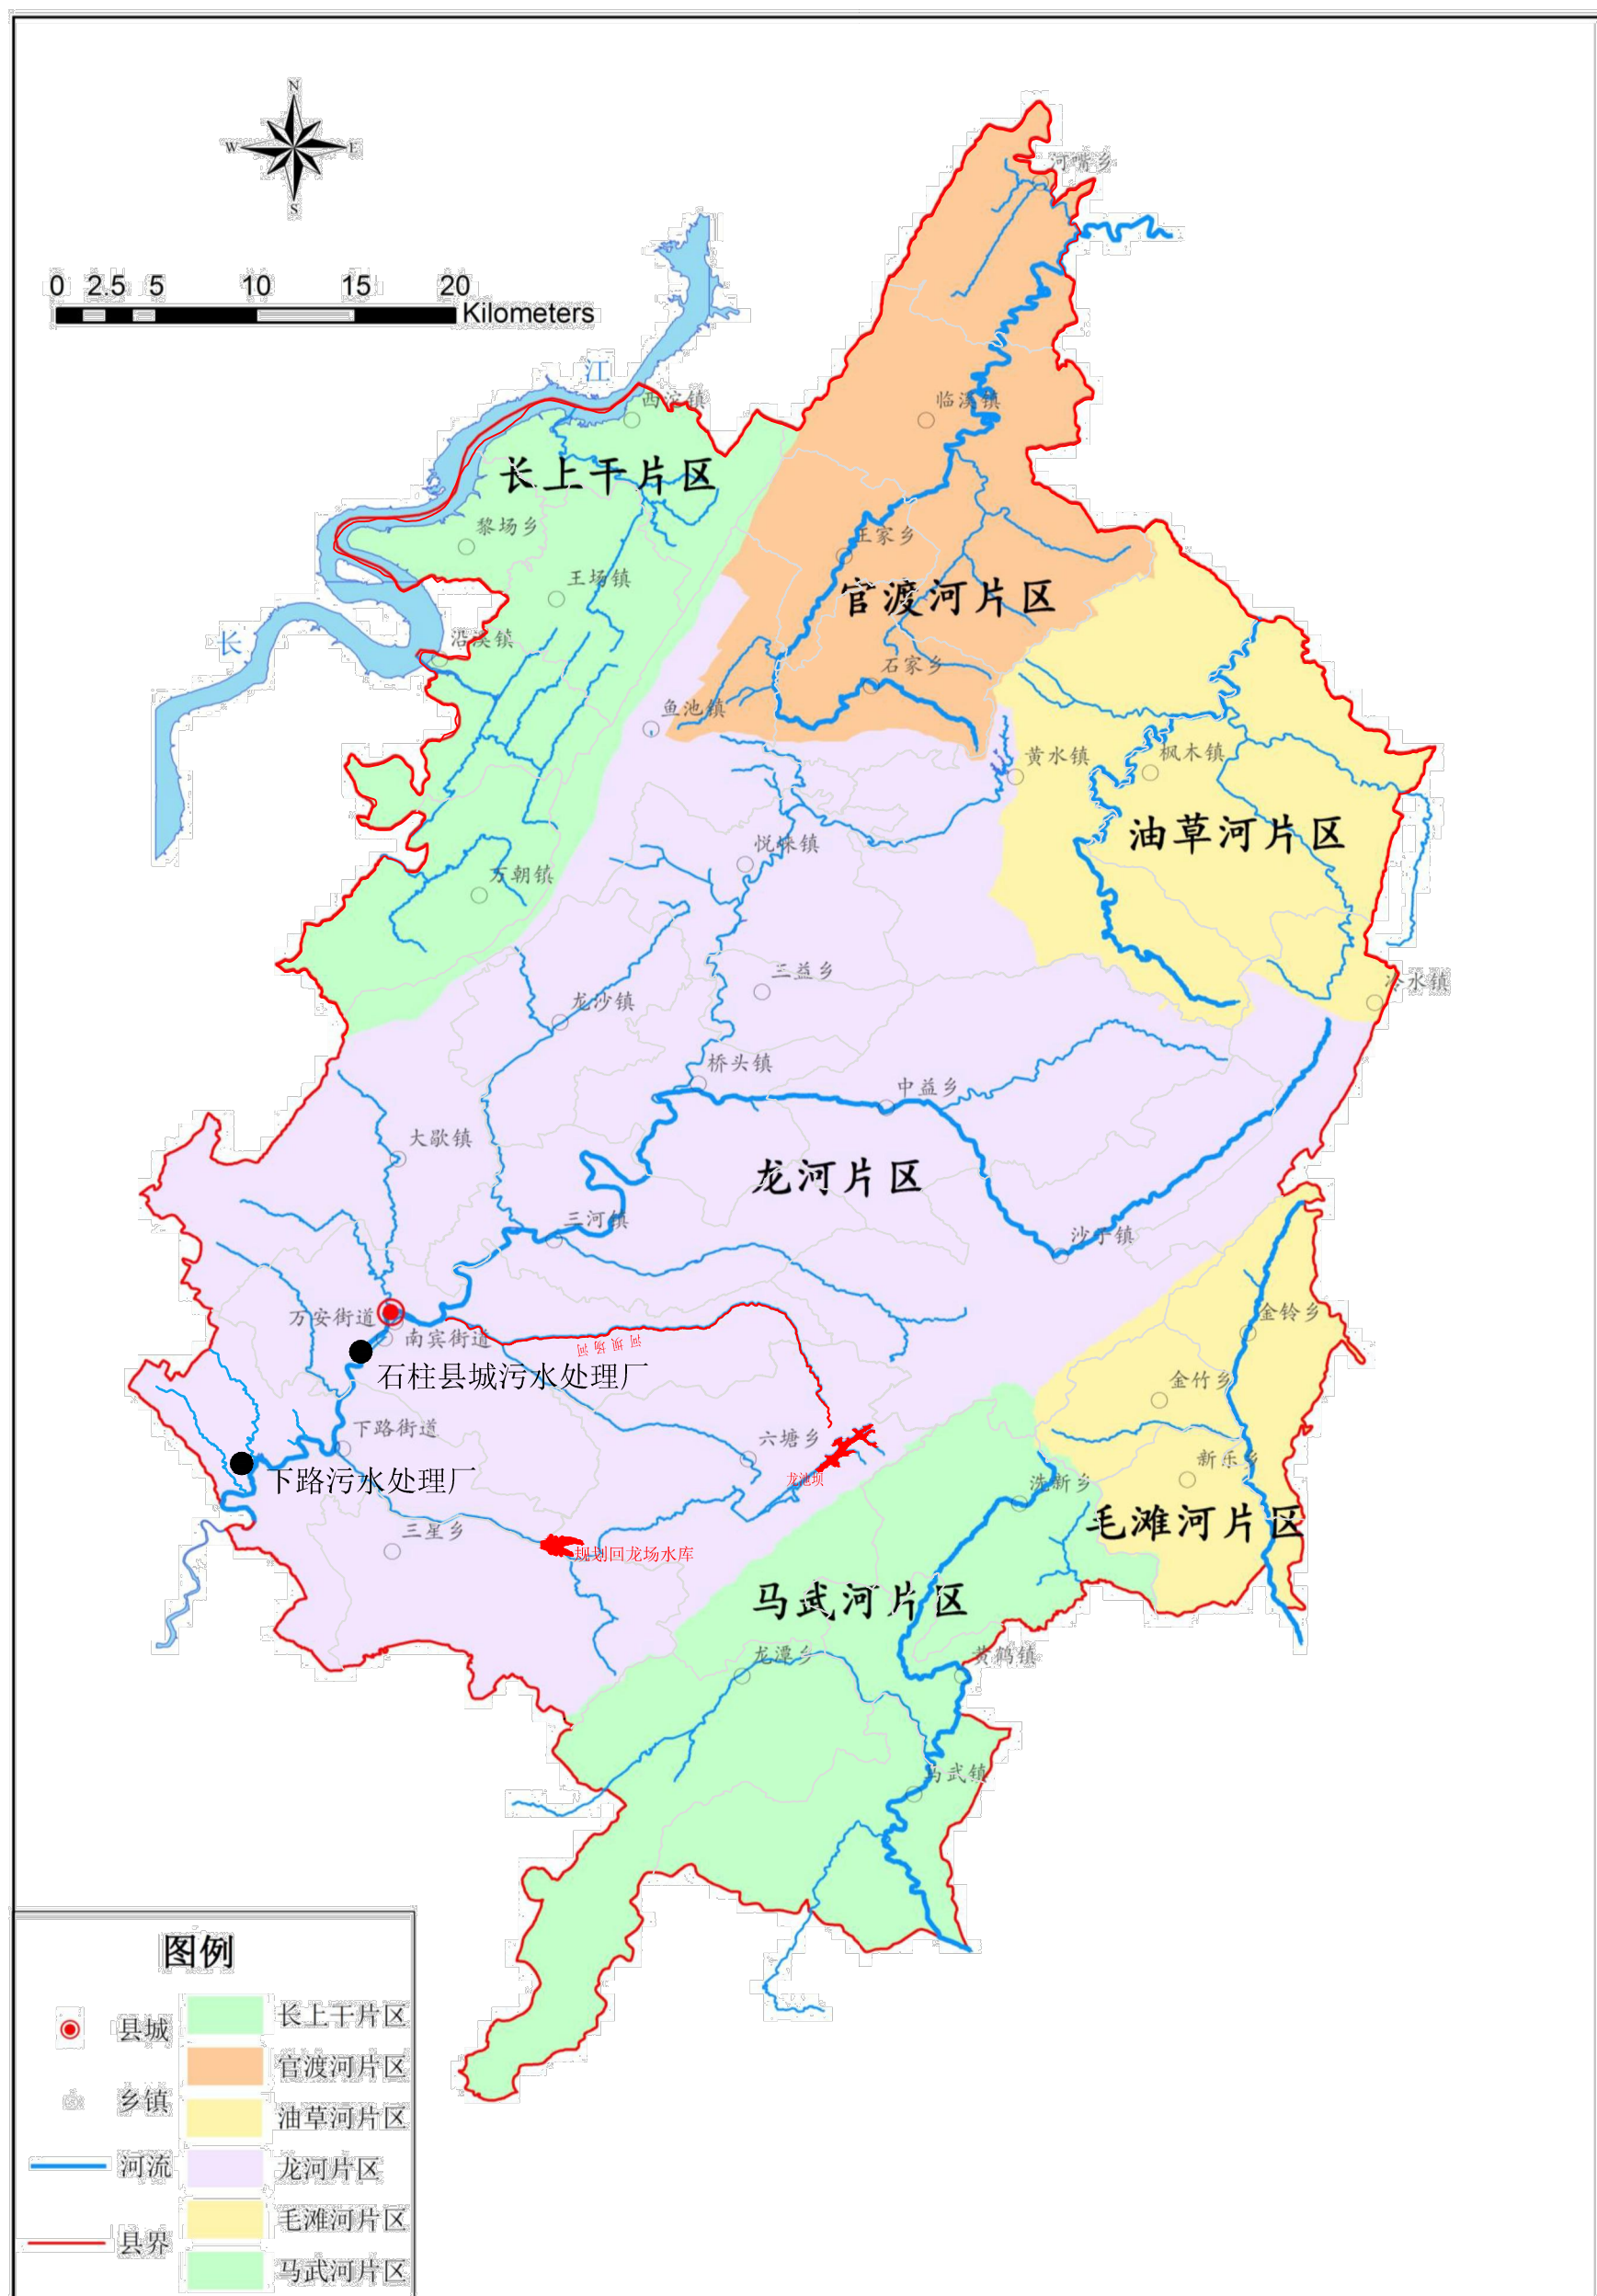 N
W
E
S
0 2.5 5 10 15 20
Kilometers
河嘴乡
江
西沱镇
临溪镇
长上干片区
黎场乡
王家乡
王场镇
官渡河片区
长
沿溪镇
石家乡
鱼池镇
黄水镇
枫木镇
油草河片区
悦崃镇
万朝镇
三益乡
冷水镇
龙沙镇
桥头镇
中益乡
大歇镇
龙河片区
三河镇
沙子镇
万安街道
南宾街道
金铃乡
河坝场河
石柱县城污水处理厂
金竹乡
下路街道
六塘乡
龙池坝
新乐乡
下路污水处理厂
洗新乡
毛滩河片区
三星乡
规划回龙场水库
马武河片区
龙潭乡
黄鹤镇
马武镇
图例
县城
长上干片区
官渡河片区
乡镇
油草河片区
河流
龙河片区
毛滩河片区
县界
马武河片区